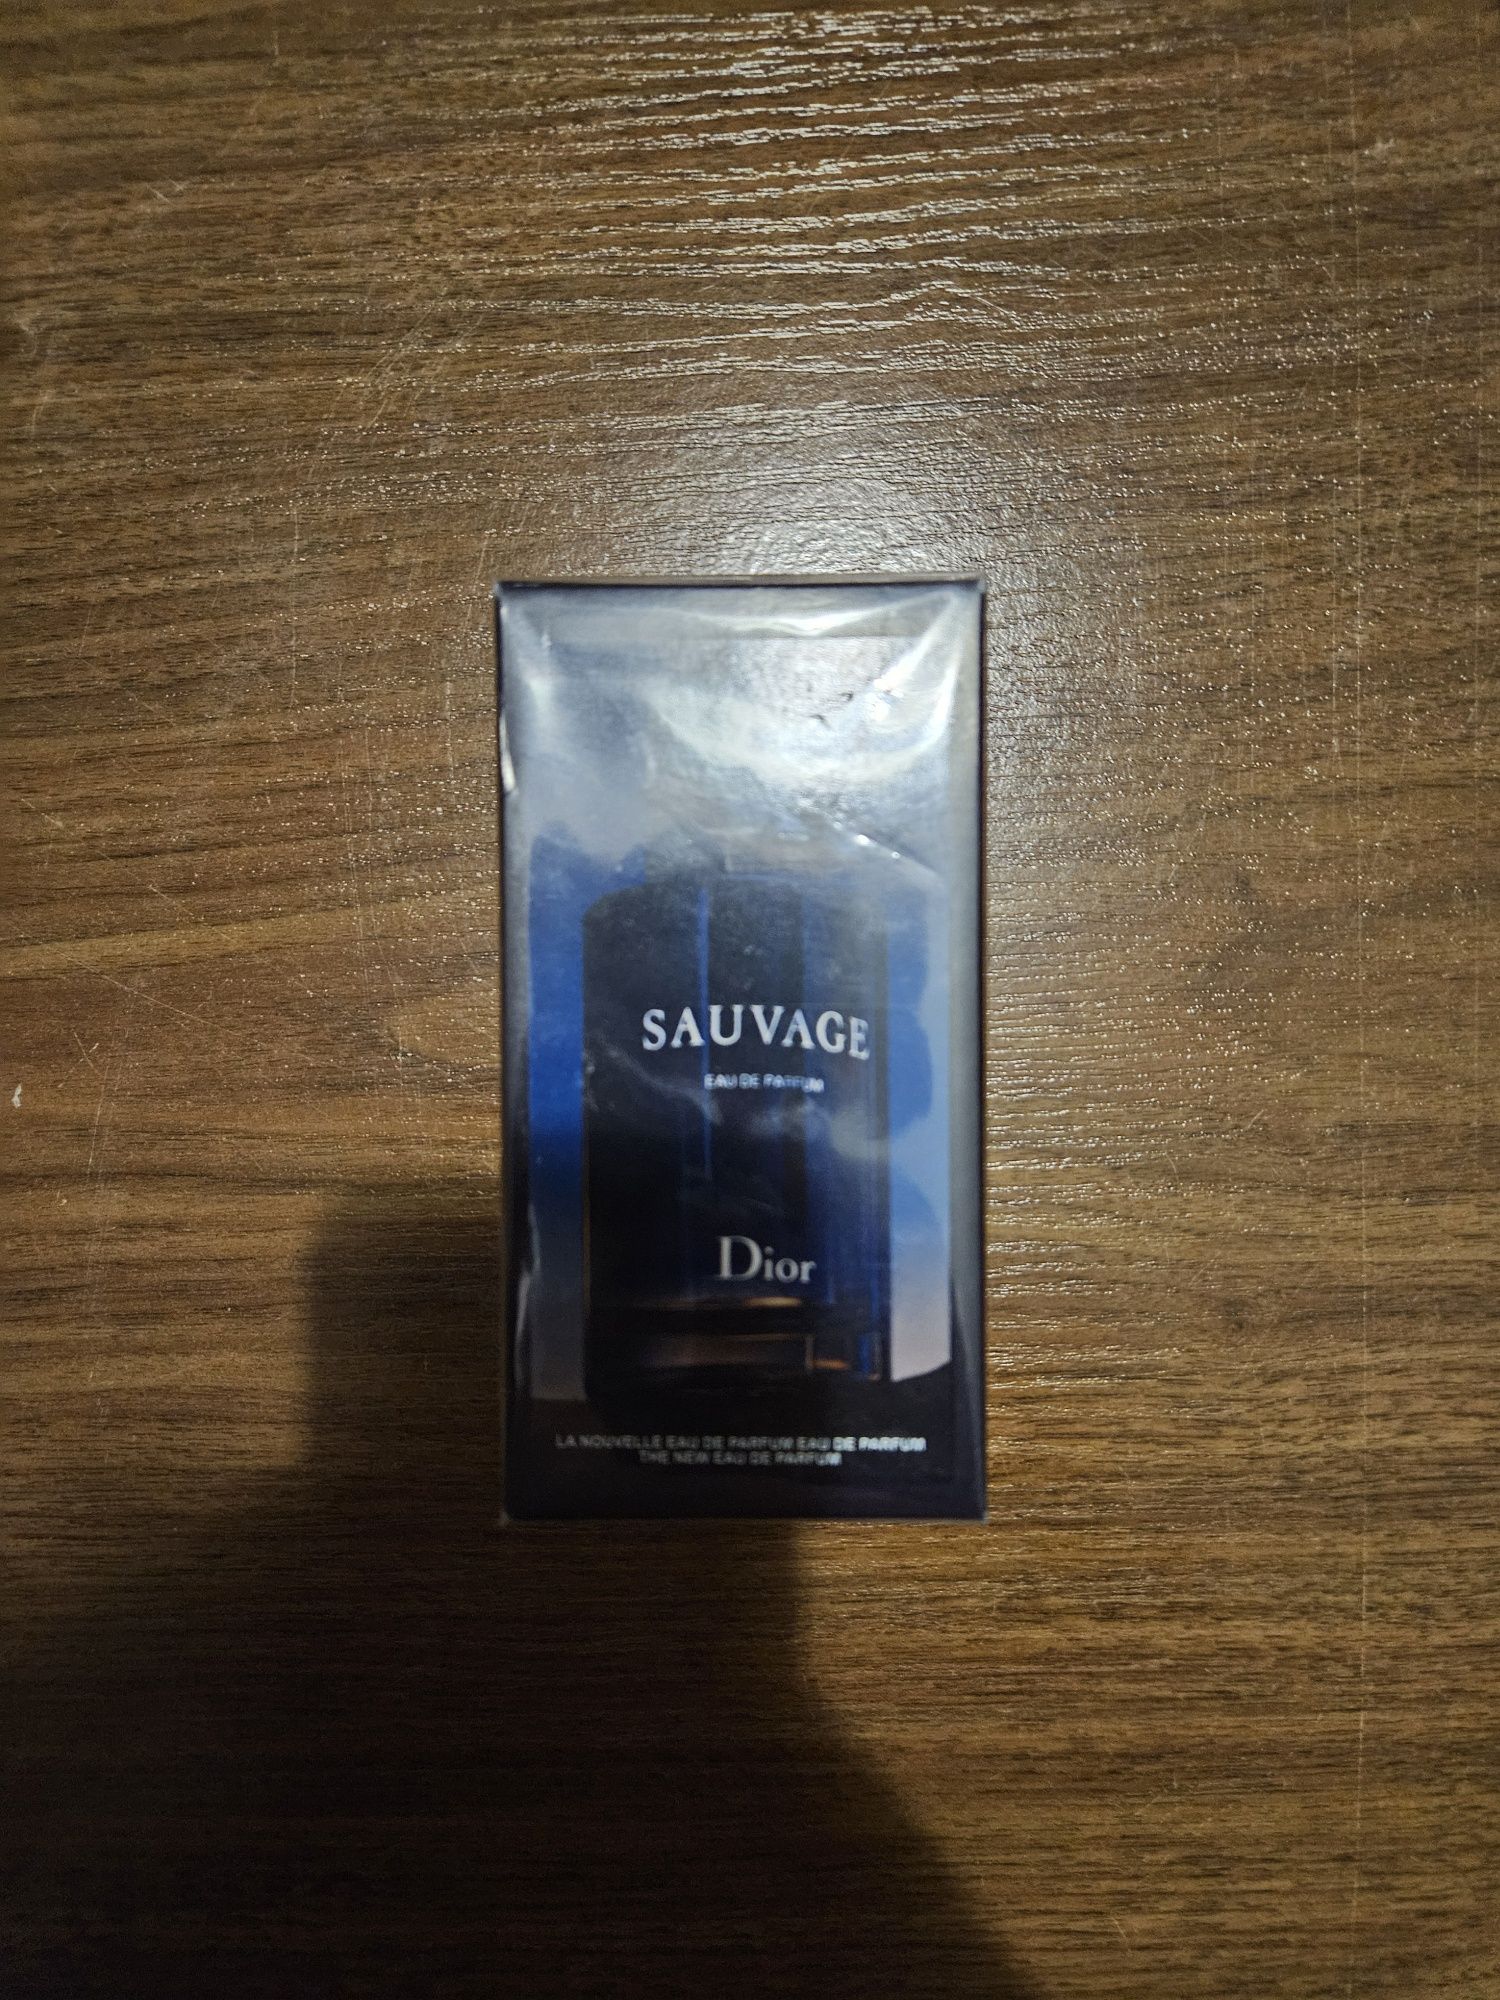 SAUVAGE
EAU DE PARFUM
Dior
LA NOUVELLE EAU DE PARFUM EAU DE PARFUM
THE NEW EAU DE PARFUM